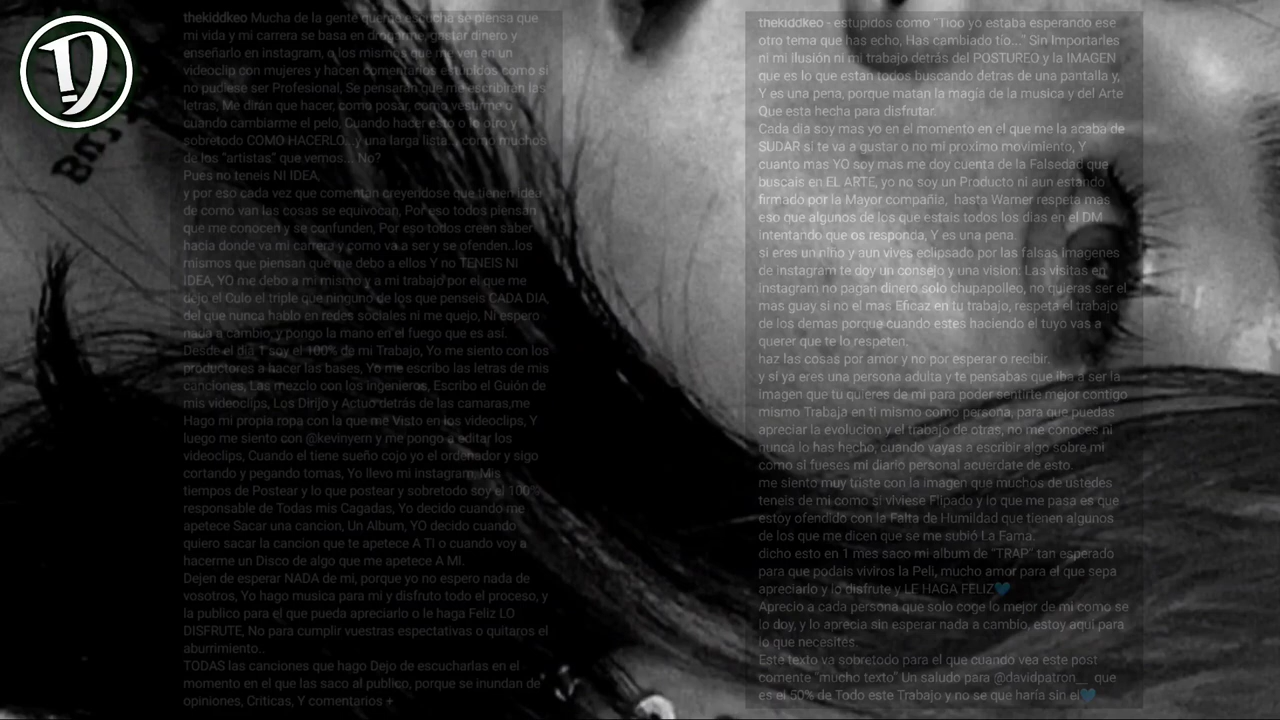 thekiddkeo Mucha de la gente que me escucha se piensa que
mi vida y mi carrera se basa en drogarme, gastar dinero y
enseñarlo en instagram, o los mismos que me ven en un
videoclip con mujeres y hacen comentarios estupidos como si
no pudiese ser Profesional, Se pensaran que me escribiran las
letras, Me dirán que hacer, como posar, como vestirme o
cuando cambiarme el pelo, Cuando hacer esto o lo otro y
sobretodo COMO HACERLO...y una larga lista... como muchos
de los "artistas" que vemos... No?
Pues no teneis NI IDEA,
y por eso cada vez que comentan creyendose que tienen idea
de como van las cosas se equivocan, Por eso todos piensan
que me conocen y se confunden, Por eso todos creen saber
hacia donde va mi carrera y como va a ser y se ofenden..los
mismos que piensan que me debo a ellos Y no TENEIS NI
IDEA, YO me debo a mi mismo y a mi trabajo por el que me
dejo el Culo el triple que ninguno de los que penseis CADA DIA,
del que nunca hablo en redes sociales ni me quejo, Ni espero
nada a cambio, y pongo la mano en el fuego que es así,
Desde el día 1 soy el 100% de mi Trabajo, Yo me siento con los
productores a hacer las bases, Yo me escribo las letras de mis
canciones, Las mezclo con los ingenieros, Escribo el Guión de
mis videoclips, Los Dirijo y Actuo detrás de las camaras,me
Hago mi propia ropa con la que me Visto en los videoclips, Y
luego me siento con @kevinyem y me pongo a editar los
videoclips, Cuando el tiene sueño cojo yo el ordenador y sigo
cortando y pegando tomas, Yo llevo mi instagram, Mis
tiempos de Postear y lo que postear y sobretodo soy el 100%
responsable de Todas mis Cagadas, Yo decido cuando me
apetece Sacar una cancion, Un Album, YO decido cuando
quiero sacar la cancion que te apetece A TI o cuando voy a
hacerme un Disco de algo que me apetece A MI.
Dejen de esperar NADA de mi, porque yo no espero nada de
vosotros, Yo hago musica para mi y disfruto todo el proceso, y
la publico para el que pueda apreciarlo o le haga Feliz LO
DISFRUTE, No para cumplir vuestras espectativas o quitaros el
aburrimiento..
TODAS las canciones que hago Dejo de escucharlas en el
momento en el que las saco al publico, porque se inundan de
opiniones, Criticas, Y comentarios +
thekiddkeo - estupidos como "Tioo yo estaba esperando ese
otro tema que has echo, Has cambiado tío..." Sin Importarles
ni mi ilusión ni mi trabajo detrás del POSTUREO y la IMAGEN
que es lo que estan todos buscando detras de una pantalla y,
Y es una pena, porque matan la magia de la musica y del Arte
Que esta hecha para disfrutar.
Cada dia soy mas yo en el momento en el que me la acaba de
SUDAR si te va a gustar o no mi proximo movimiento, Y
cuanto mas YO soy mas me doy cuenta de la Falsedad que
buscais en EL ARTE, yo no soy un Producto ni aun estando
firmado por la Mayor compañia, hasta Warner respeta mas
eso que algunos de los que estais todos los dias en el DM
intentando que os responda, Y es una pena.
si eres un niño y aun vives eclipsado por las falsas imagenes
de instagram te doy un consejo y una vision: Las visitas en
instagram no pagan dinero solo chupapolleo, no quieras ser el
mas guay si no el mas Eficaz en tu trabajo, respeta el trabajo
de los demas porque cuando estes haciendo el tuyo vas a
querer que te lo respeten.
haz las cosas por amor y no por esperar o recibir.
y si ya eres una persona adulta y te pensabas que iba a ser la
Imagen que tu quieres de mi para poder sentirte mejor contigo
mismo Trabaja en ti mismo como persona, para que puedas
apreciar la evolucion y el trabajo de otras, no me conoces ni
nunca lo has hecho, cuando vayas a escribir algo sobre mi
como si fueses mi diario personal acuerdate de esto.
me siento muy triste con la imagen que muchos de ustedes
teneis de mi como si viviese Flipado y lo que me pasa es que
estoy ofendido con la Falta de Humildad que tienen algunos
de los que me dicen que se me subió La Fama.
dicho esto en 1 mes saco mi album de "TRAP" tan esperado
para que podais viviros la Peli, mucho amor para el que sepa
apreciarlo y lo disfrute y LE HAGA FELIZ💙
Aprecio a cada persona que solo coge lo mejor de mi como se
lo doy, y lo aprecia sin esperar nada a cambio, estoy aquí para
lo que necesites.
Este texto va sobretodo para el que cuando vea este post
comente "mucho texto" Un saludo para @davidpatron__ que
es el 50% de Todo este Trabajo y no se que haría sin el💙